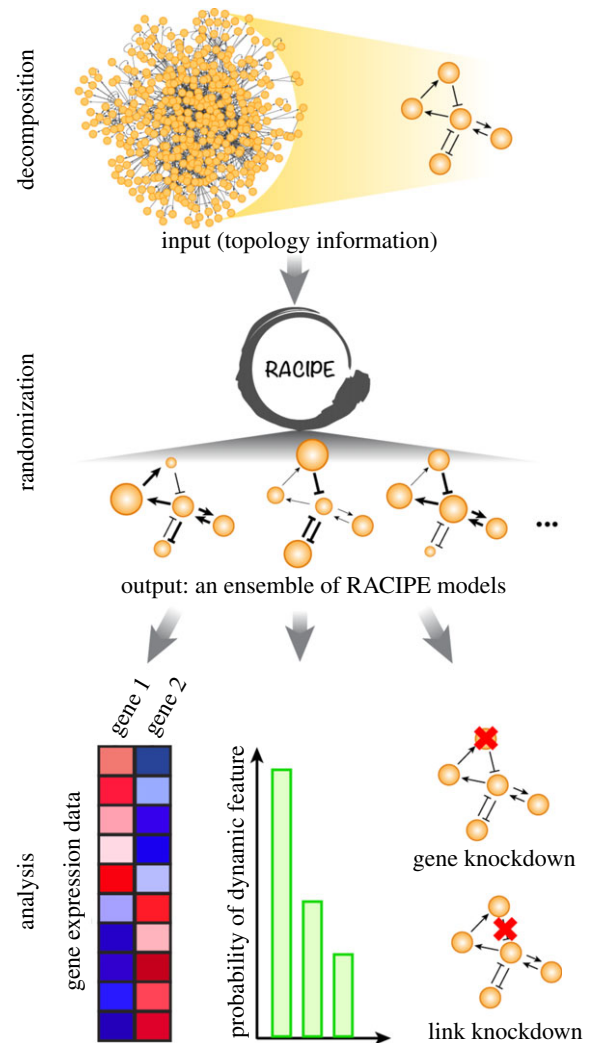 decomposition
input (topology information)
randomization
RACIPE
...
output: an ensemble of RACIPE models
analysis
gene expression data
gene 1
gene 2
probability of dynamic feature
gene knockdown
link knockdown